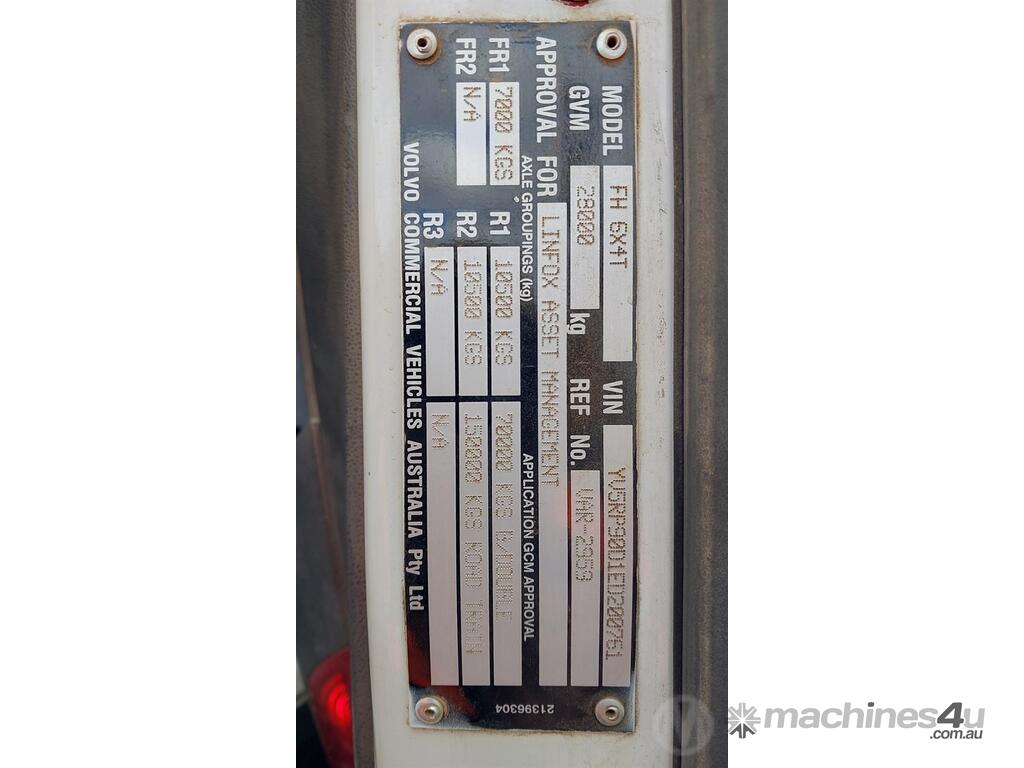 MODEL FH 6X4T VIN YV5RP90D1ED200761
GVM 28000 kg REF No. VAR-2959
APPROVAL FOR LINFOX ASSET MANAGEMENT
AXLE GROUPINGS (kg) APPLICATION GCM APPROVAL
FR1 7000 KGS R1 10500 KGS 70000 KGS B/DOUBLE
FR2 N/A R2 10500 KGS 150000 KGS ROAD TRAIN
R3 N/A N/A
VOLVO COMMERCIAL VEHICLES AUSTRALIA Pty Ltd
21396304
machines4u
.com.au